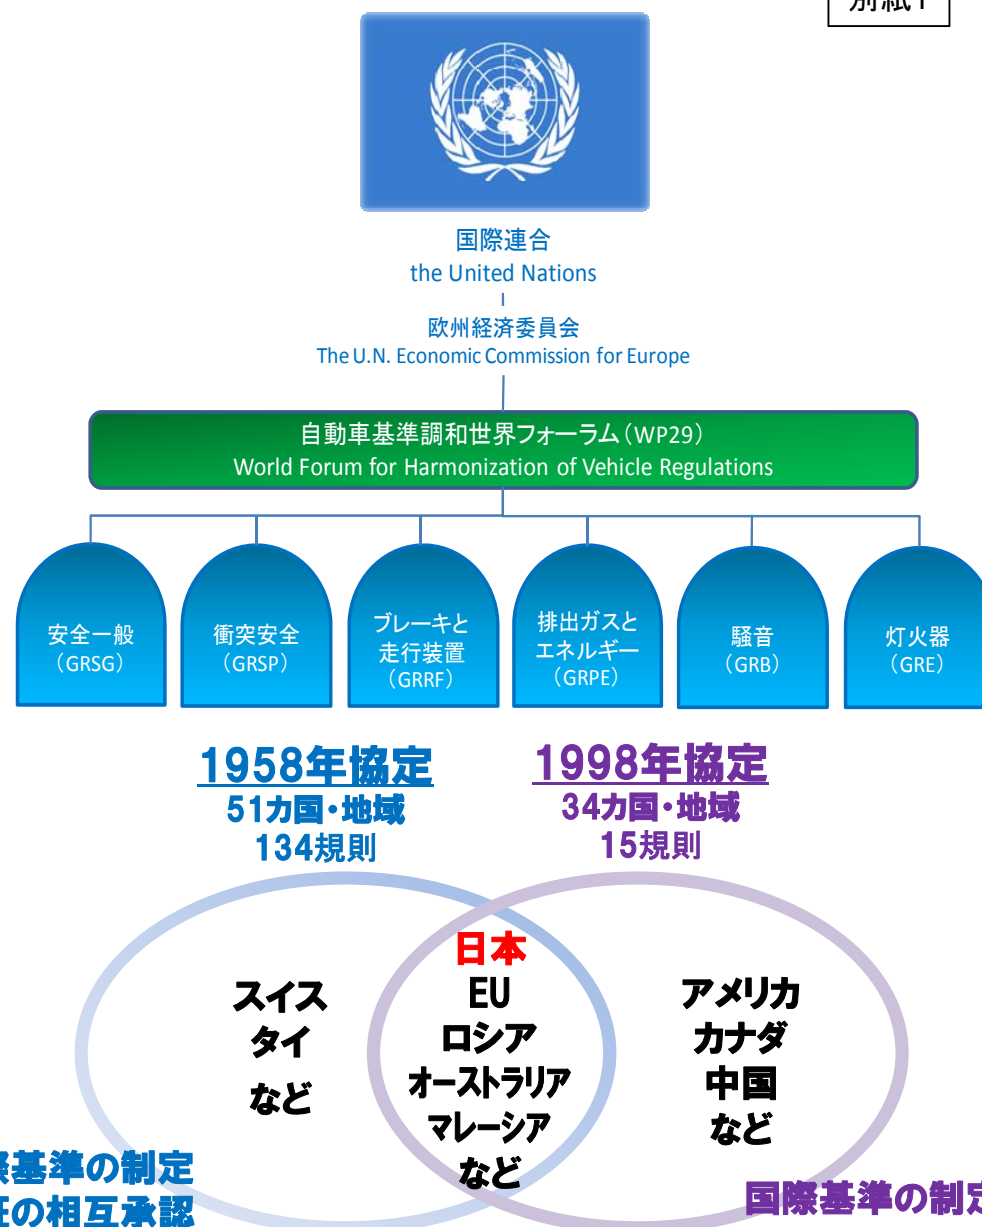 別紙1
国際連合
the United Nations
欧州経済委員会
The U.N. Economic Commission for Europe
自動車基準調和世界フォーラム（WP29）
World Forum for Harmonization of Vehicle Regulations
安全一般
（GRSG）
衝突安全
（GRSP）
ブレーキと
走行装置
（GRRF）
排出ガスと
エネルギー
（GRPE）
騒音
（GRB）
灯火器
（GRE）
1958年協定
51カ国・地域
134規則
1998年協定
34カ国・地域
15規則
スイス
タイ
など
日本
EU
ロシア
オーストラリア
マレーシア
など
アメリカ
カナダ
中国
など
際基準の制定
証の相互承認
国際基準の制定